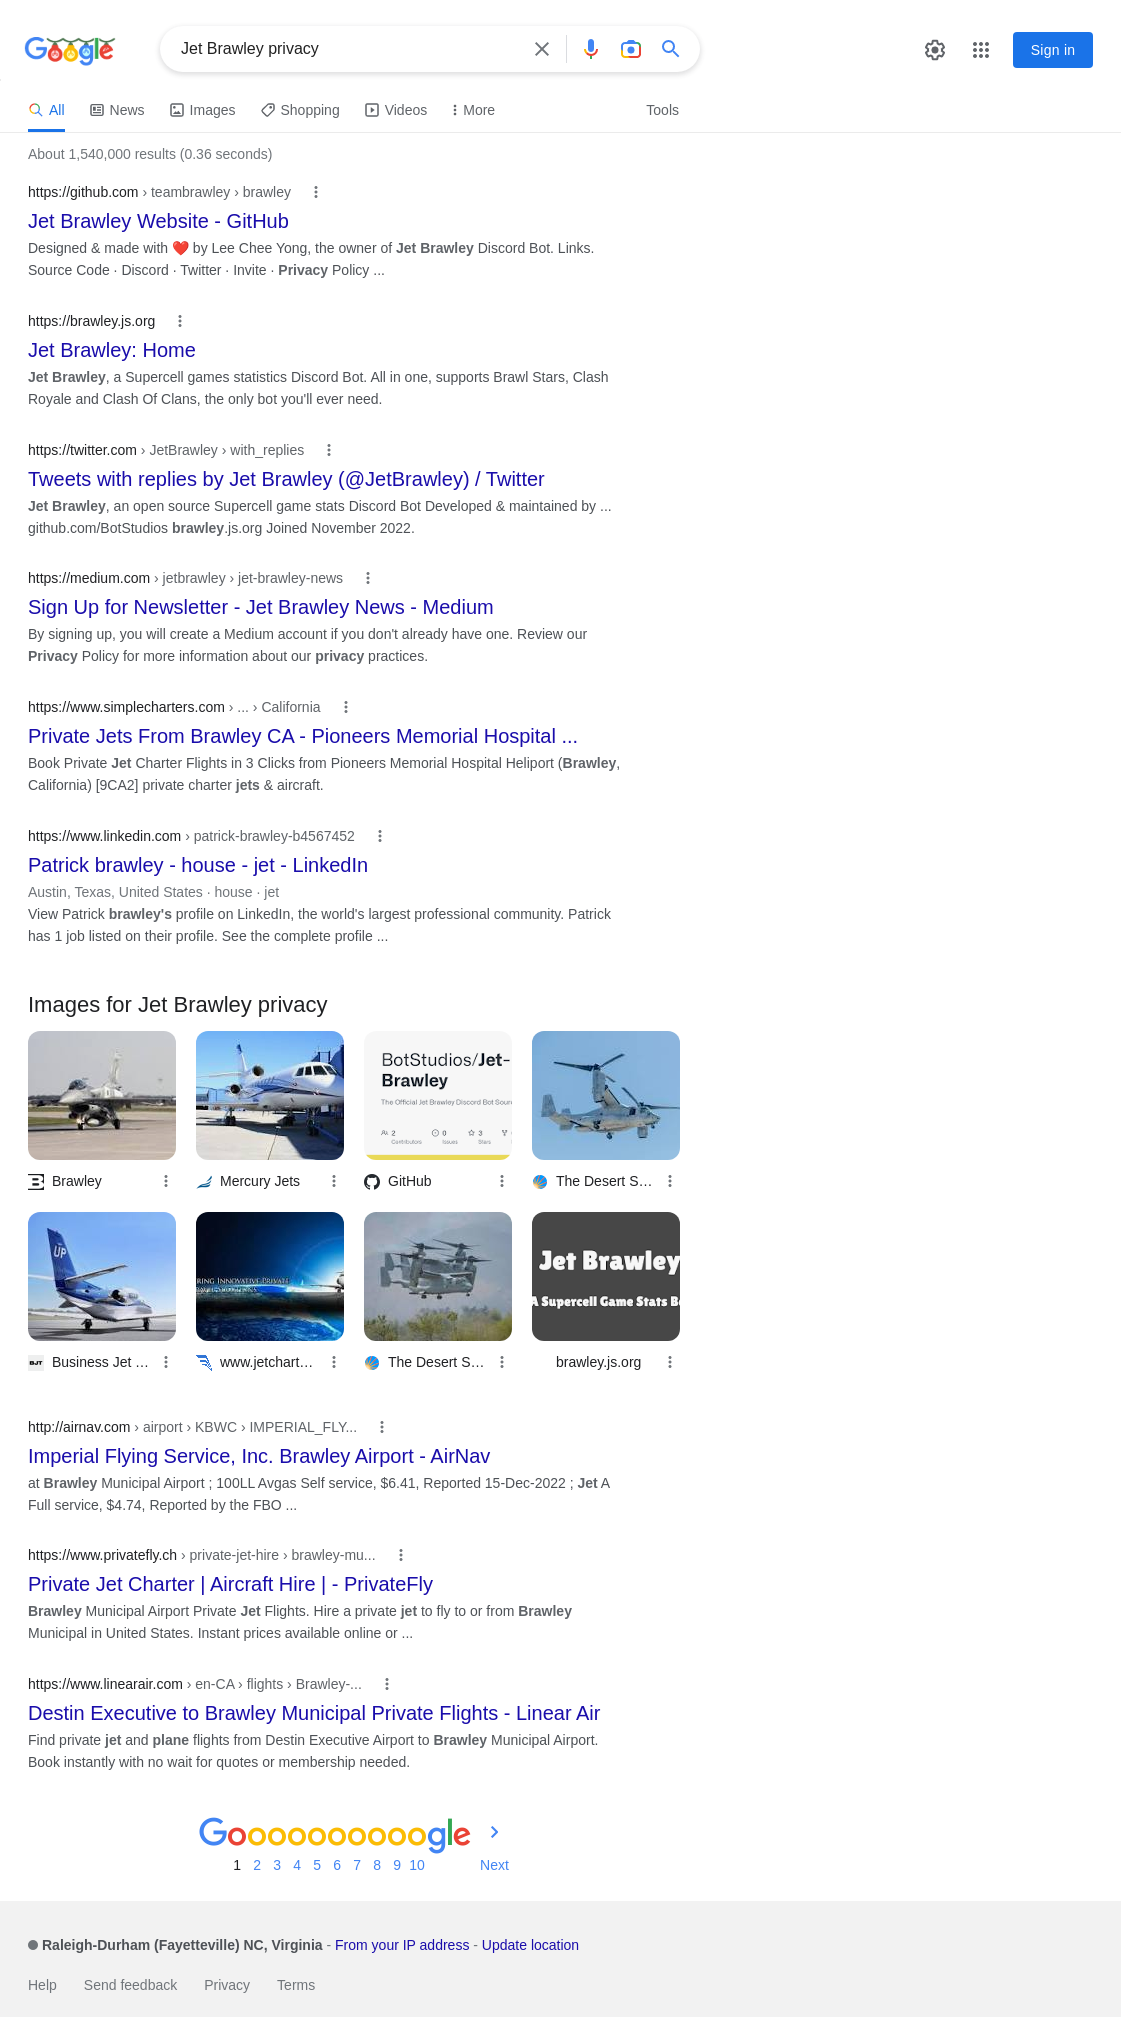 Google
Jet Brawley privacy
Sign in
All
News
Images
Shopping
Videos
More
Tools
About 1,540,000 results (0.36 seconds)
https://github.com › teambrawley › brawley
Jet Brawley Website - GitHub
Designed & made with ❤️ by Lee Chee Yong, the owner of Jet Brawley Discord Bot. Links.
Source Code · Discord · Twitter · Invite · Privacy Policy ...
https://brawley.js.org
Jet Brawley: Home
Jet Brawley, a Supercell games statistics Discord Bot. All in one, supports Brawl Stars, Clash
Royale and Clash Of Clans, the only bot you'll ever need.
https://twitter.com › JetBrawley › with_replies
Tweets with replies by Jet Brawley (@JetBrawley) / Twitter
Jet Brawley, an open source Supercell game stats Discord Bot Developed & maintained by ...
github.com/BotStudios brawley.js.org Joined November 2022.
https://medium.com › jetbrawley › jet-brawley-news
Sign Up for Newsletter - Jet Brawley News - Medium
By signing up, you will create a Medium account if you don't already have one. Review our
Privacy Policy for more information about our privacy practices.
https://www.simplecharters.com › ... › California
Private Jets From Brawley CA - Pioneers Memorial Hospital ...
Book Private Jet Charter Flights in 3 Clicks from Pioneers Memorial Hospital Heliport (Brawley,
California) [9CA2] private charter jets & aircraft.
https://www.linkedin.com › patrick-brawley-b4567452
Patrick brawley - house - jet - LinkedIn
Austin, Texas, United States · house · jet
View Patrick brawley's profile on LinkedIn, the world's largest professional community. Patrick
has 1 job listed on their profile. See the complete profile ...
Images for Jet Brawley privacy
BotStudios/Jet-
Brawley
The Official Jet Brawley Discord Bot Sour
2
0
3
Contributors
Issues
Stars
Brawley
Mercury Jets
GitHub
The Desert S...
UP
Jet Brawley
A Supercell Game Stats B
BJT
Business Jet ...
www.jetchart...
The Desert S...
brawley.js.org
http://airnav.com › airport › KBWC › IMPERIAL_FLY...
Imperial Flying Service, Inc. Brawley Airport - AirNav
at Brawley Municipal Airport ; 100LL Avgas Self service, $6.41, Reported 15-Dec-2022 ; Jet A
Full service, $4.74, Reported by the FBO ...
https://www.privatefly.ch › private-jet-hire › brawley-mu...
Private Jet Charter | Aircraft Hire | - PrivateFly
Brawley Municipal Airport Private Jet Flights. Hire a private jet to fly to or from Brawley
Municipal in United States. Instant prices available online or ...
https://www.linearair.com › en-CA › flights › Brawley-...
Destin Executive to Brawley Municipal Private Flights - Linear Air
Find private jet and plane flights from Destin Executive Airport to Brawley Municipal Airport.
Book instantly with no wait for quotes or membership needed.
Goooooooooogle
1 2 3 4 5 6 7 8 9 10 Next
Raleigh-Durham (Fayetteville) NC, Virginia - From your IP address - Update location
Help Send feedback Privacy Terms